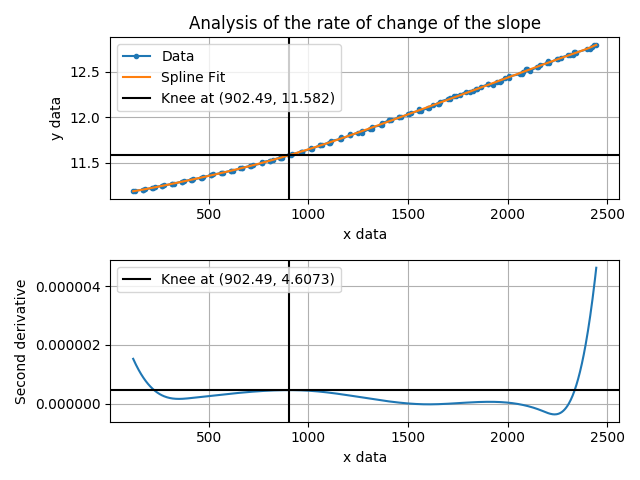 Analysis of the rate of change of the slope
Data
Spline Fit
Knee at (902.49, 11.582)
y data
12.5
12.0
11.5
500
1000
1500
2000
2500
x data
Knee at (902.49, 4.6073)
Second derivative
0.000004
0.000002
0.000000
500
1000
1500
2000
2500
x data